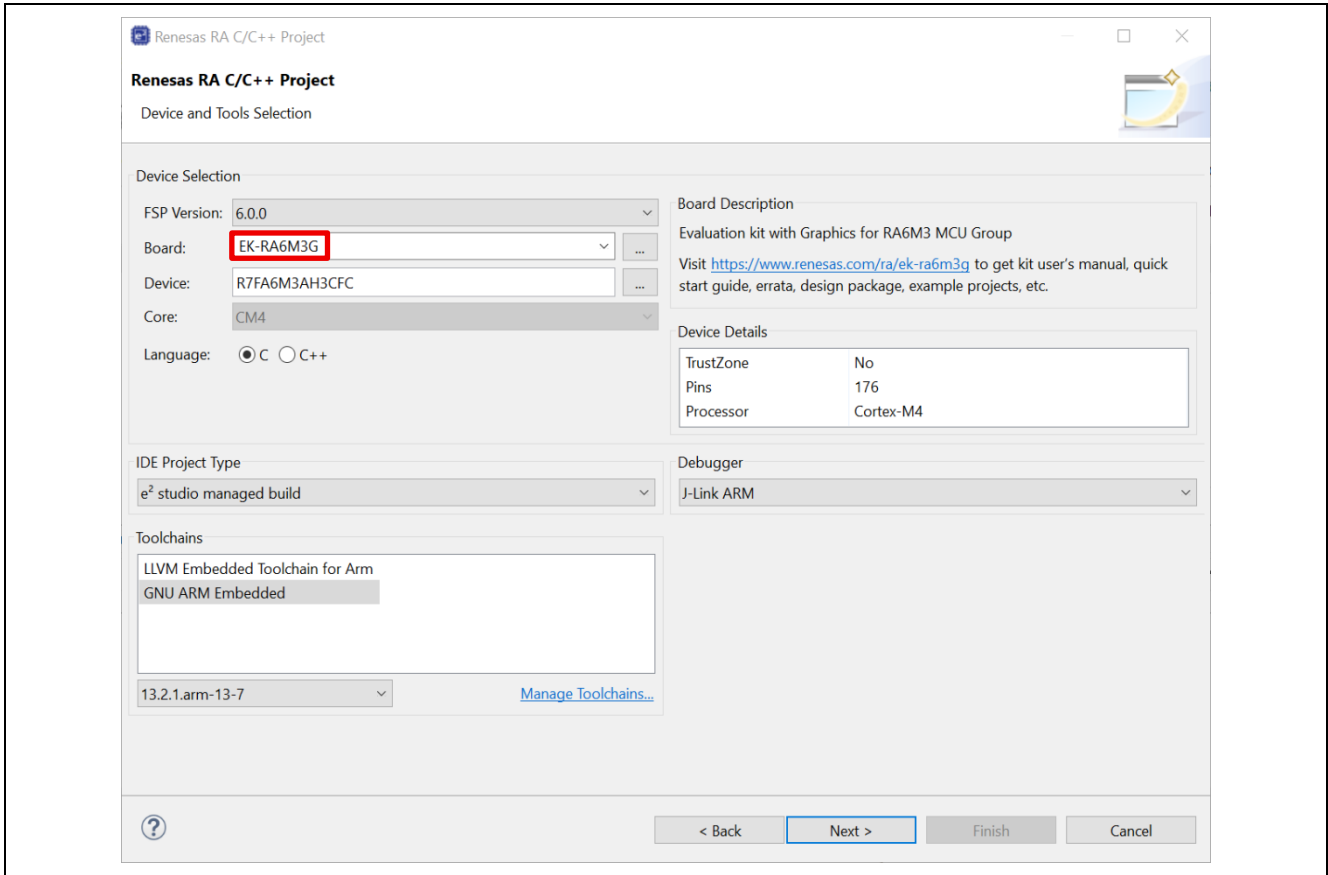 Renesas RA C/C++ Project
Renesas RA C/C++ Project
Device and Tools Selection
Device Selection
FSP Version: 6.0.0
Board: EK-RA6M3G ...
Device: R7FA6M3AH3CFC ...
Core: CM4
Language: C C++
Board Description
Evaluation kit with Graphics for RA6M3 MCU Group
Visit https://www.renesas.com/ra/ek-ra6m3g to get kit user's manual, quick
start guide, errata, design package, example projects, etc.
Device Details
TrustZone No
Pins 176
Processor Cortex-M4
IDE Project Type
e² studio managed build
Debugger
J-Link ARM
Toolchains
LLVM Embedded Toolchain for Arm
GNU ARM Embedded
13.2.1.arm-13-7 Manage Toolchains...
? < Back Next > Finish Cancel